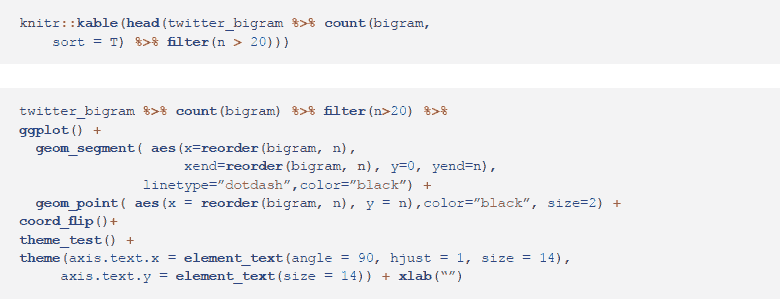 knitr::kable(head(twitter_bigram %>% count(bigram,
    sort = T) %>% filter(n > 20)))
twitter_bigram %>% count(bigram) %>% filter(n>20) %>%
ggplot() +
  geom_segment( aes(x=reorder(bigram, n),
                    xend=reorder(bigram, n), y=0, yend=n),
               linetype=”dotdash”,color=”black”) +
  geom_point( aes(x = reorder(bigram, n), y = n),color=”black”, size=2) +
coord_flip()+
theme_test() +
theme(axis.text.x = element_text(angle = 90, hjust = 1, size = 14),
     axis.text.y = element_text(size = 14)) + xlab(“”)